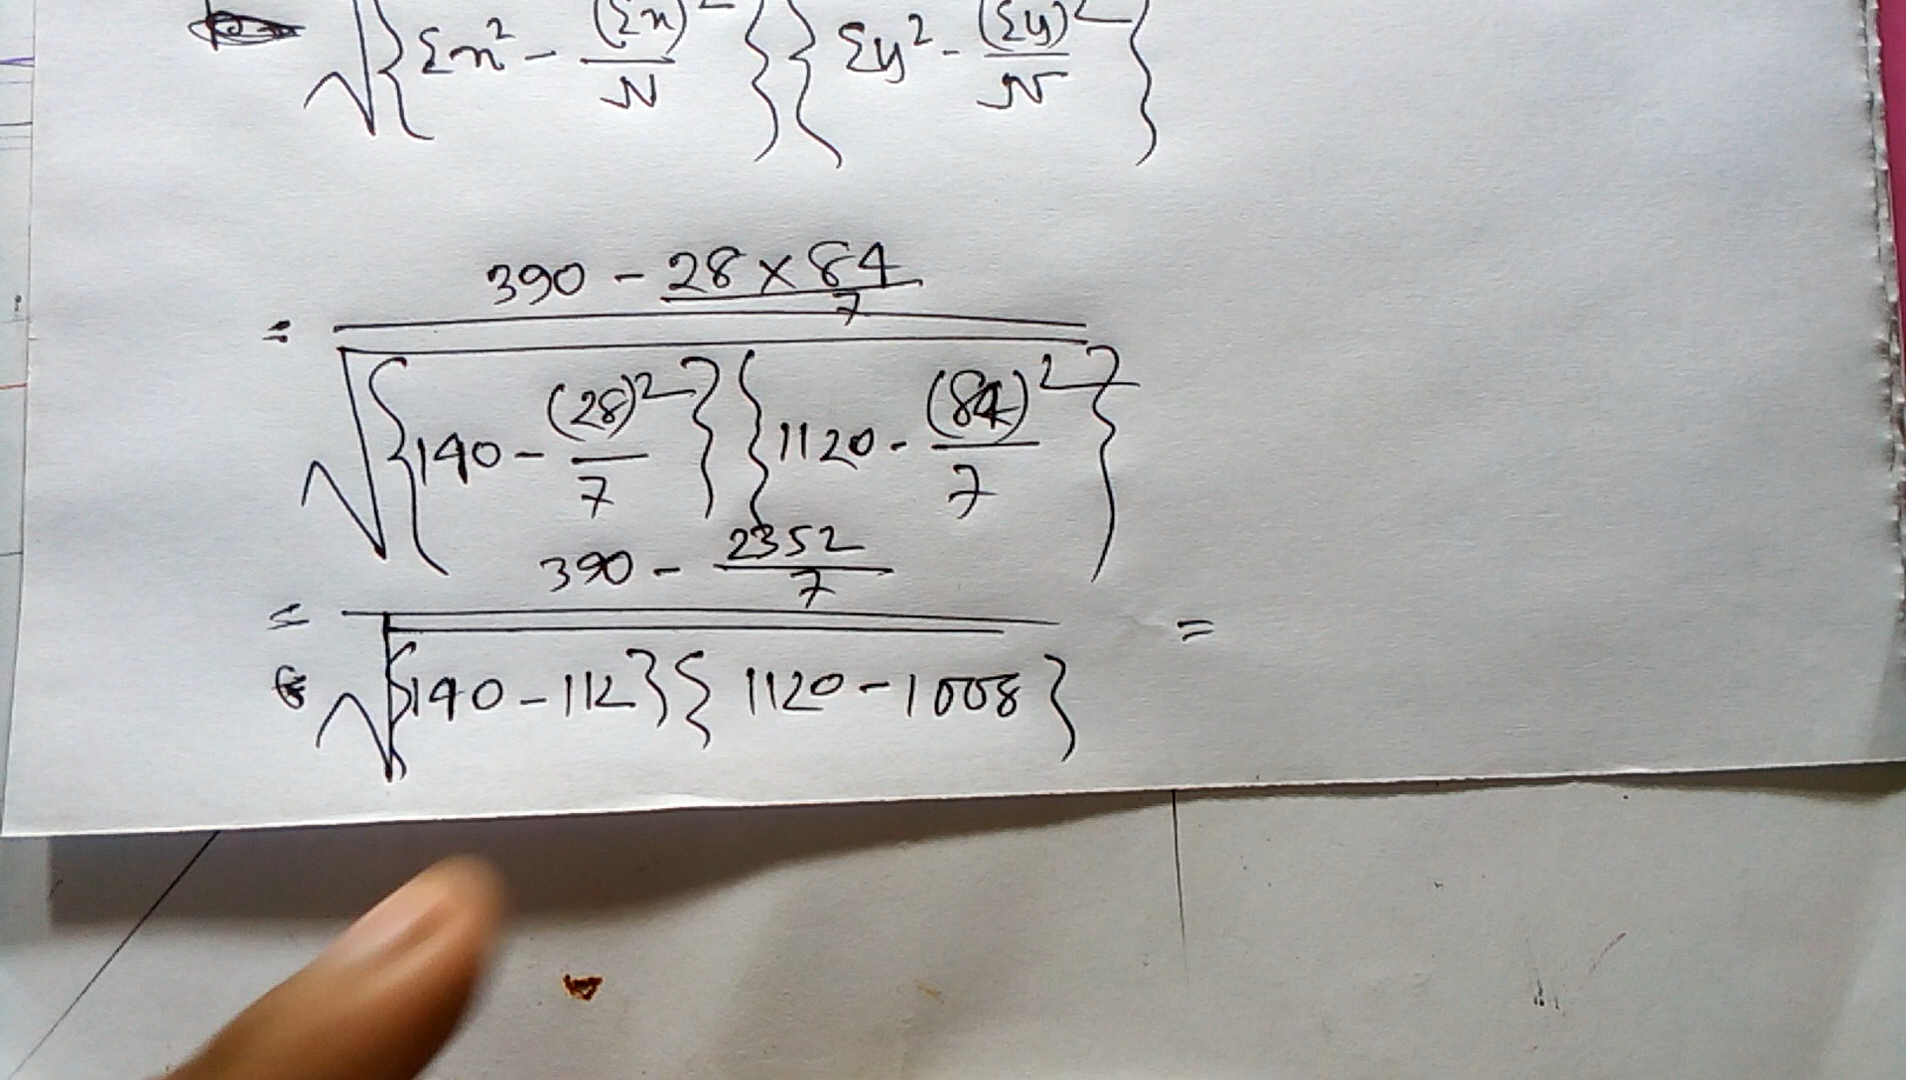 √{Σx² - (Σx)²/N}{Σy² - (Σy)²/N}
= 390 - 28 × 84/7
√{140 - (28)²/7}{1120 - (84)²/7}
= 390 - 2352/7
√{140 - 112}{1120 - 1008} =